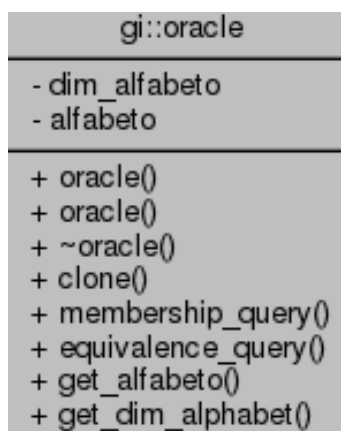 gi::oracle
- dim_alfabeto
- alfabeto
+ oracle()
+ oracle()
+ ~oracle()
+ clone()
+ membership_query()
+ equivalence_query()
+ get_alfabeto()
+ get_dim_alphabet()